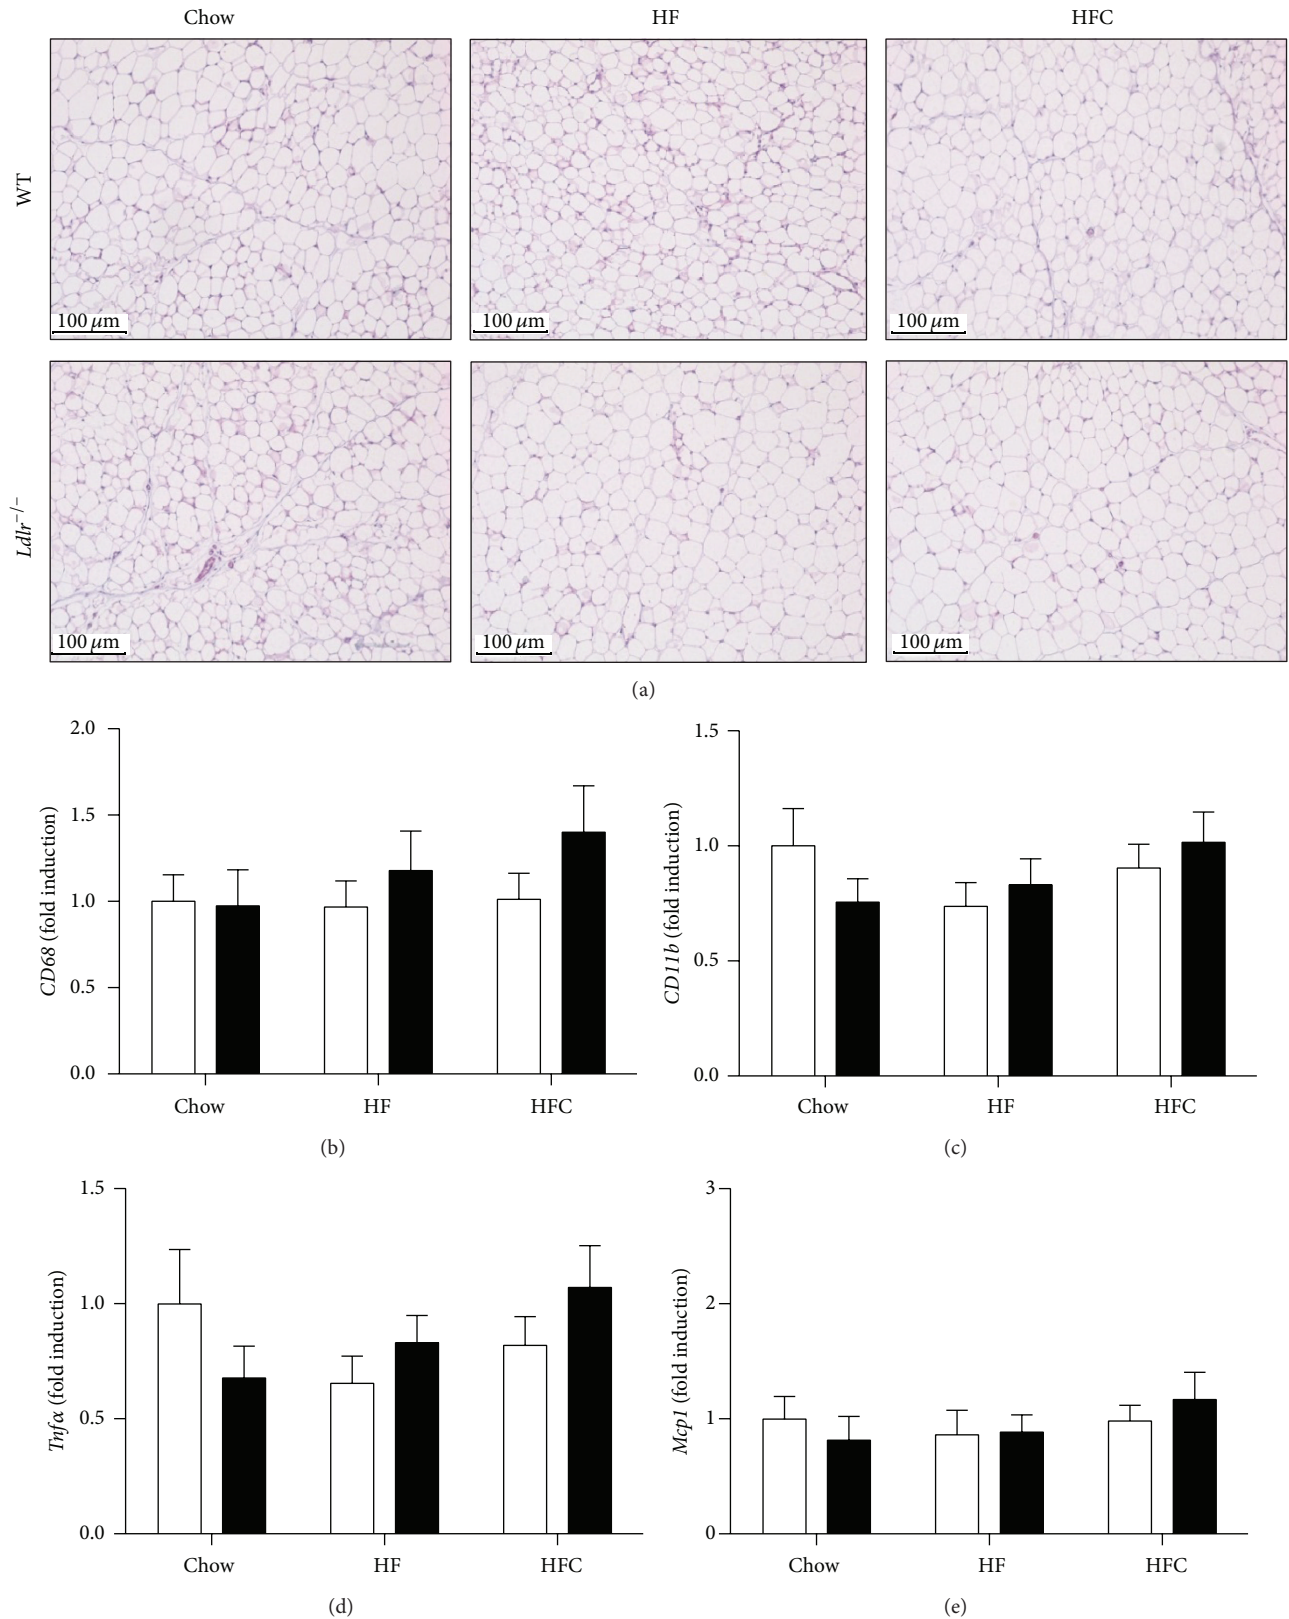 Chow HF HFC
WT
100 μm 100 μm 100 μm
Ldlr−/−
100 μm 100 μm 100 μm
(a)
CD68 (fold induction)
2.0
1.5
1.0
0.5
0.0
Chow HF HFC
(b)
CD11b (fold induction)
1.5
1.0
0.5
0.0
Chow HF HFC
(c)
Tnfα (fold induction)
1.5
1.0
0.5
0.0
Chow HF HFC
(d)
Mcp1 (fold induction)
3
2
1
0
Chow HF HFC
(e)